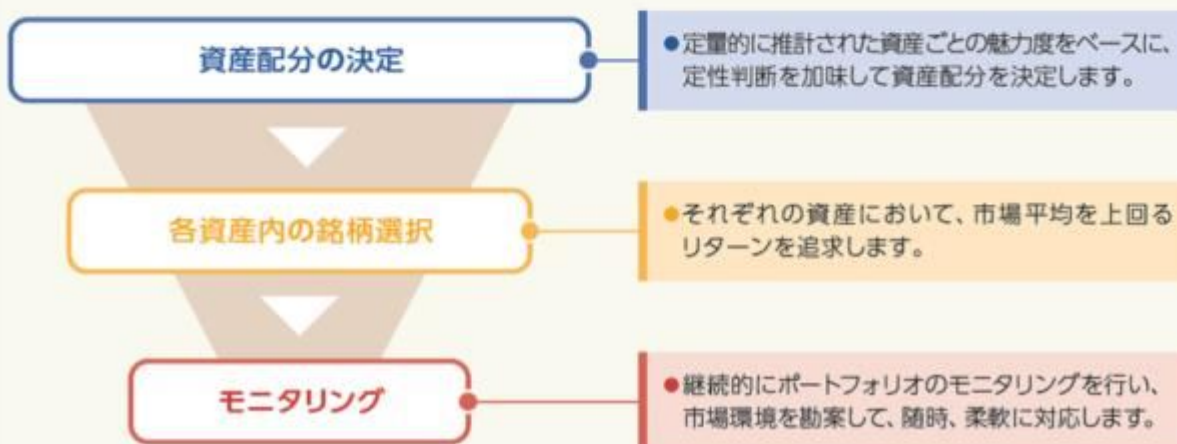 資産配分の決定
●定量的に推計された資産ごとの魅力度をベースに、
定性判断を加味して資産配分を決定します。
各資産内の銘柄選択
●それぞれの資産において、市場平均を上回る
リターンを追求します。
モニタリング
●継続的にポートフォリオのモニタリングを行い、
市場環境を勘案して、随時、柔軟に対応します。